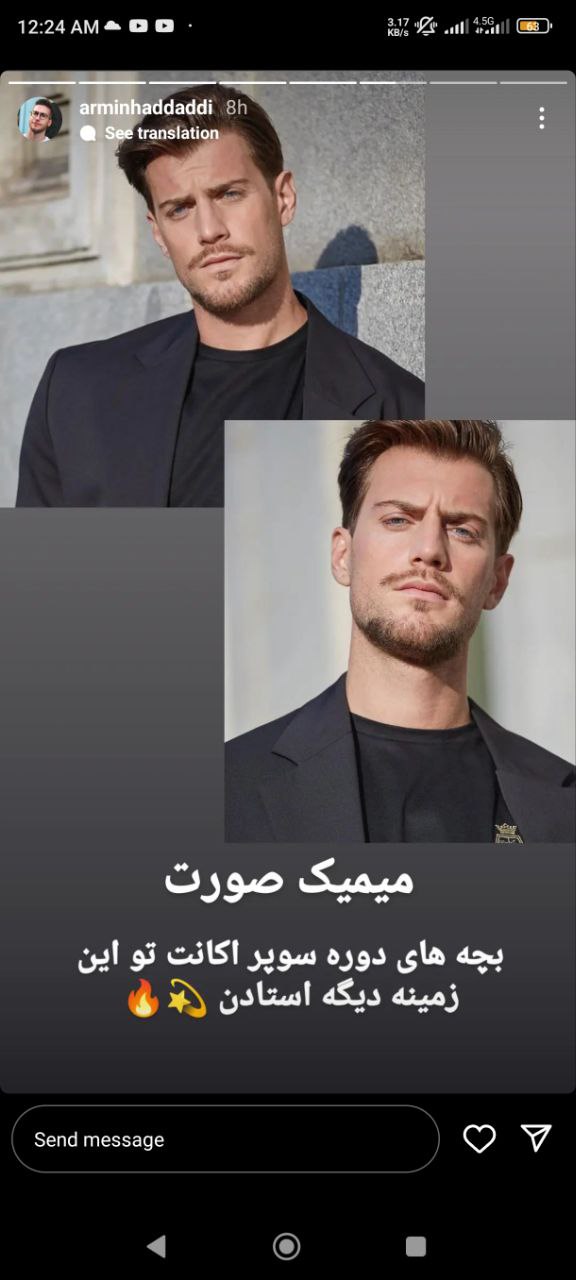 12:24 AM
3.17 KB/s
4.5G
63
arminhaddaddi 8h
See translation
میمیک صورت
بچه های دوره سوپر اکانت تو این
زمینه دیگه استادن 💫🔥
Send message